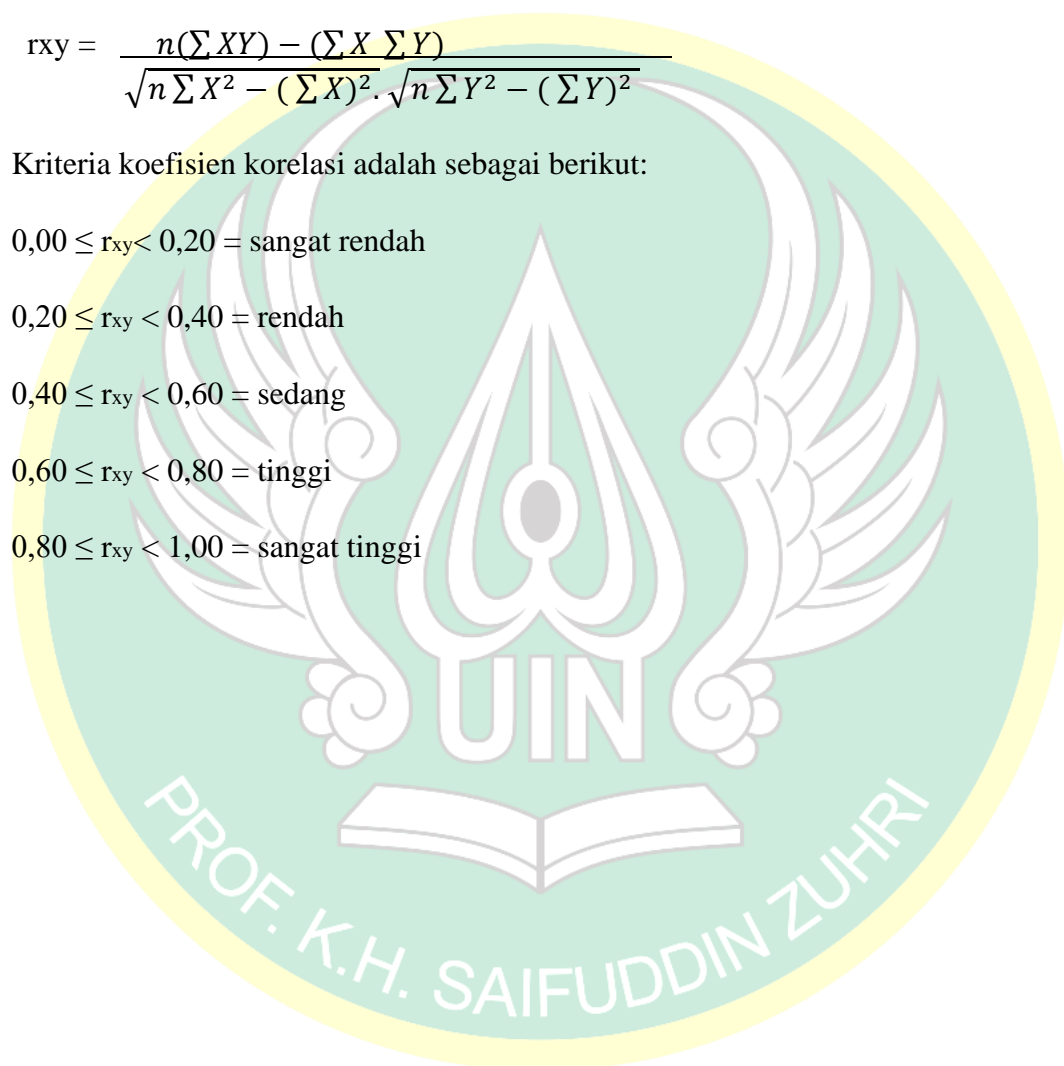 rxy = n(∑ XY) − (∑ X ∑ Y)
√n ∑ X² − ( ∑ X)². √n ∑ Y² − ( ∑ Y)²
Kriteria koefisien korelasi adalah sebagai berikut:
0,00 ≤ rxy< 0,20 = sangat rendah
0,20 ≤ rxy < 0,40 = rendah
0,40 ≤ rxy < 0,60 = sedang
0,60 ≤ rxy < 0,80 = tinggi
0,80 ≤ rxy < 1,00 = sangat tinggi
UIN
PROF. K.H. SAIFUDDIN ZUHRI